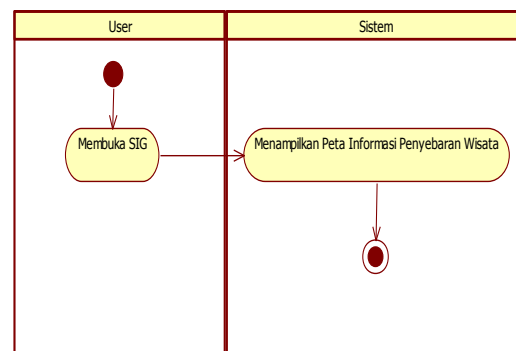 User
Sistem
Membuka SIG
Menampilkan Peta Informasi Penyebaran Wisata